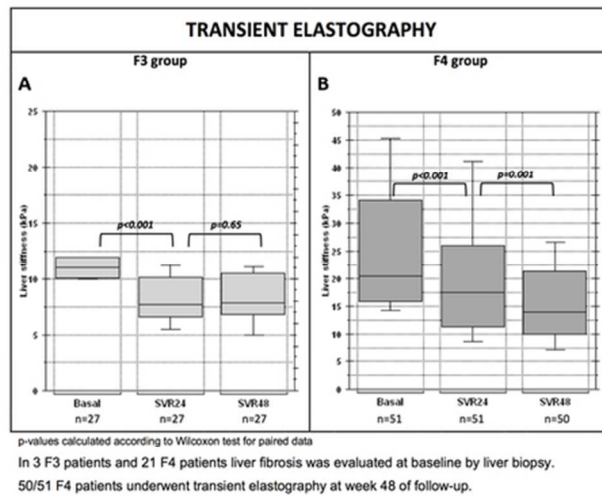 TRANSIENT ELASTOGRAPHY
F3 group
F4 group
A
B
Liver stiffness (kPa)
25
20
15
10
5
0
p<0.001
p=0.65
Basal
SVR24
SVR48
n=27
n=27
n=27
Liver stiffness (kPa)
50
45
40
35
30
25
20
15
10
5
0
p<0.001
p=0.001
Basal
SVR24
SVR48
n=51
n=51
n=50
p-values calculated according to Wilcoxon test for paired data
In 3 F3 patients and 21 F4 patients liver fibrosis was evaluated at baseline by liver biopsy.
50/51 F4 patients underwent transient elastography at week 48 of follow-up.